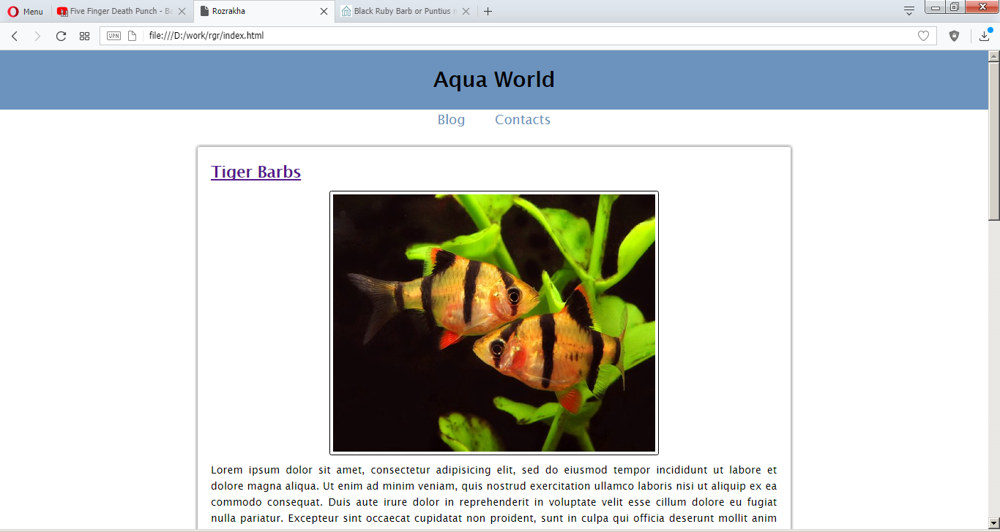 Menu
Five Finger Death Punch - Ba
Rozrakha
Black Ruby Barb or Puntius n
VPN
file:///D:/work/rgr/index.html
Aqua World
Blog Contacts
Tiger Barbs
Lorem ipsum dolor sit amet, consectetur adipisicing elit, sed do eiusmod tempor incididunt ut labore et
dolore magna aliqua. Ut enim ad minim veniam, quis nostrud exercitation ullamco laboris nisi ut aliquip ex ea
commodo consequat. Duis aute irure dolor in reprehenderit in voluptate velit esse cillum dolore eu fugiat
nulla pariatur. Excepteur sint occaecat cupidatat non proident, sunt in culpa qui officia deserunt mollit anim